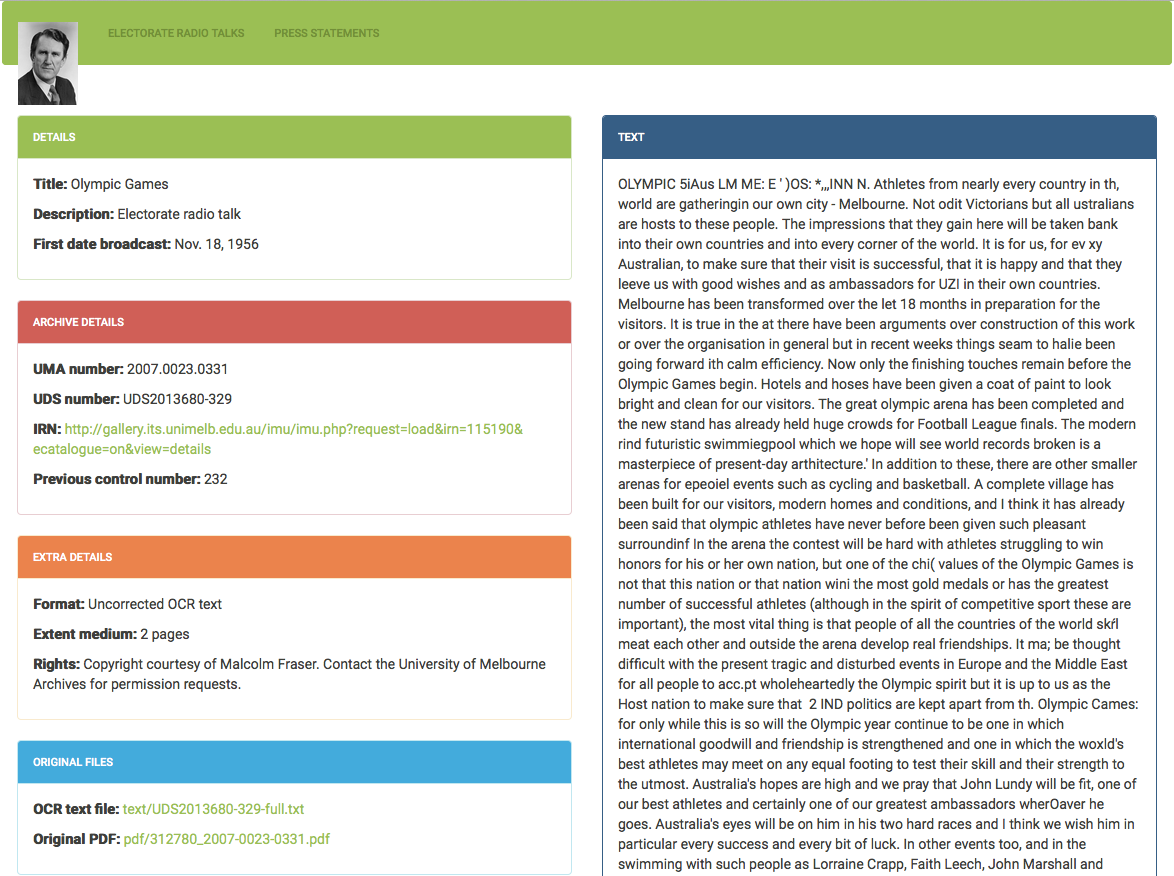 ELECTORATE RADIO TALKS PRESS STATEMENTS
DETAILS
Title: Olympic Games
Description: Electorate radio talk
First date broadcast: Nov. 18, 1956
ARCHIVE DETAILS
UMA number: 2007.0023.0331
UDS number: UDS2013680-329
IRN: http://gallery.its.unimelb.edu.au/imu/imu.php?request=load&irn=115190&
ecatalogue=on&view=details
Previous control number: 232
EXTRA DETAILS
Format: Uncorrected OCR text
Extent medium: 2 pages
Rights: Copyright courtesy of Malcolm Fraser. Contact the University of Melbourne
Archives for permission requests.
ORIGINAL FILES
OCR text file: text/UDS2013680-329-full.txt
Original PDF: pdf/312780_2007-0023-0331.pdf
TEXT
OLYMPIC 5iAus LM ME: E ' )OS: *,,,INN N. Athletes from nearly every country in th,
world are gatheringin our own city - Melbourne. Not odit Victorians but all ustralians
are hosts to these people. The impressions that they gain here will be taken bank
into their own countries and into every corner of the world. It is for us, for ev xy
Australian, to make sure that their visit is successful, that it is happy and that they
leeve us with good wishes and as ambassadors for UZI in their own countries.
Melbourne has been transformed over the let 18 months in preparation for the
visitors. It is true in the at there have been arguments over construction of this work
or over the organisation in general but in recent weeks things seam to halie been
going forward ith calm efficiency. Now only the finishing touches remain before the
Olympic Games begin. Hotels and hoses have been given a coat of paint to look
bright and clean for our visitors. The great olympic arena has been completed and
the new stand has already held huge crowds for Football League finals. The modern
rind futuristic swimmiegpool which we hope will see world records broken is a
masterpiece of present-day arthitecture.' In addition to these, there are other smaller
arenas for epeoiel events such as cycling and basketball. A complete village has
been built for our visitors, modern homes and conditions, and I think it has already
been said that olympic athletes have never before been given such pleasant
surroundinf In the arena the contest will be hard with athletes struggling to win
honors for his or her own nation, but one of the chi( values of the Olympic Games is
not that this nation or that nation wini the most gold medals or has the greatest
number of successful athletes (although in the spirit of competitive sport these are
important), the most vital thing is that people of all the countries of the world skŕl
meat each other and outside the arena develop real friendships. It ma; be thought
difficult with the present tragic and disturbed events in Europe and the Middle East
for all people to acc.pt wholeheartedly the Olympic spirit but it is up to us as the
Host nation to make sure that 2 IND politics are kept apart from th. Olympic Cames:
for only while this is so will the Olympic year continue to be one in which
international goodwill and friendship is strengthened and one in which the woxld's
best athletes may meet on any equal footing to test their skill and their strength to
the utmost. Australia's hopes are high and we pray that John Lundy will be fit, one of
our best athletes and certainly one of our greatest ambassadors wherOaver he
goes. Australia's eyes will be on him in his two hard races and I think we wish him in
particular every success and every bit of luck. In other events too, and in the
swimming with such people as Lorraine Crapp, Faith Leech, John Marshall and